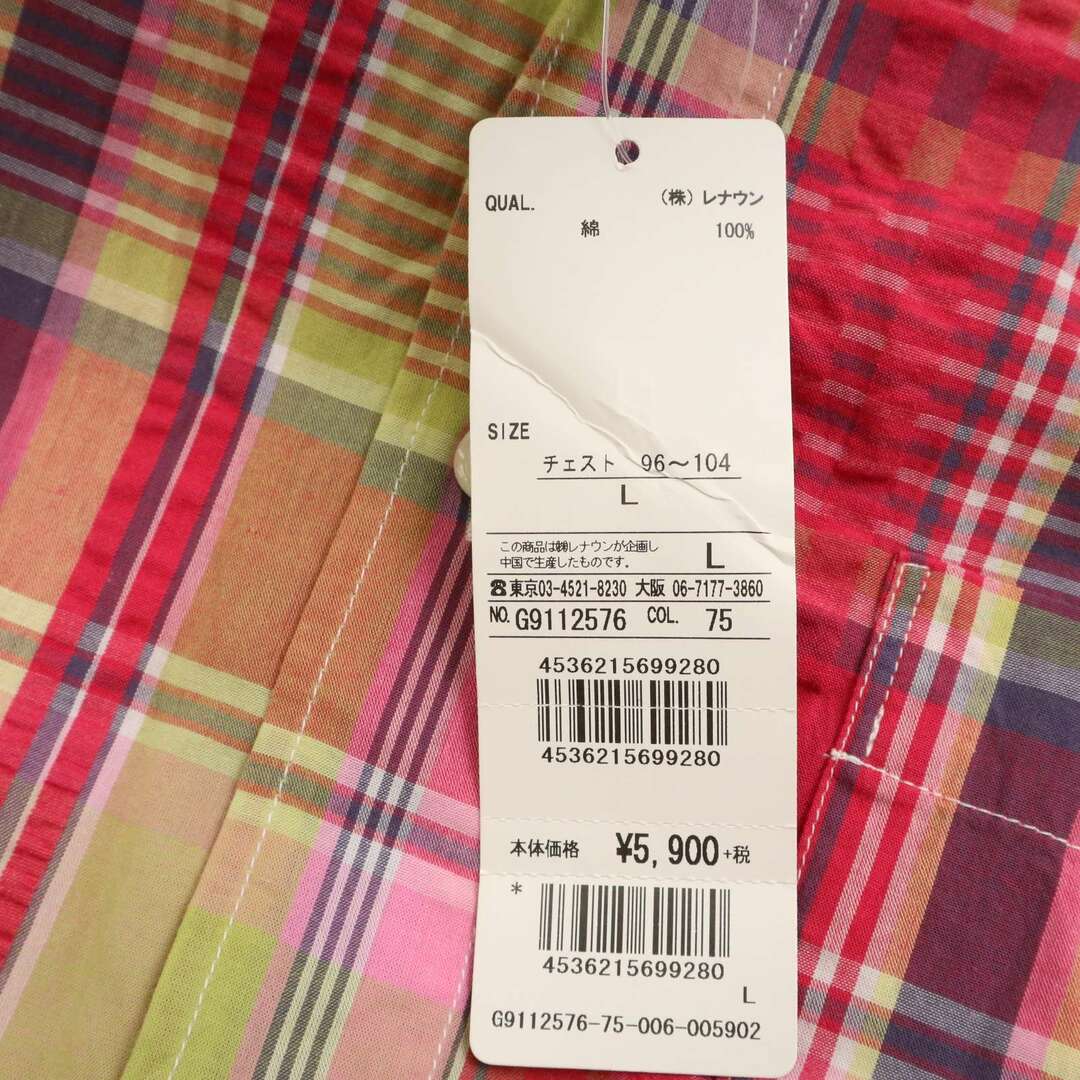 QUAL. (株)レナウン
綿 100%
SIZE
チェスト 96〜104
L
この商品は㈱レナウンが企画し
中国で生産したものです。 L
☎東京03-4521-8230 大阪 06-7177-3860
NO. G9112576 COL. 75
4536215699280
4536215699280
本体価格 ¥5,900+税
*
4536215699280
L
G9112576-75-006-005902